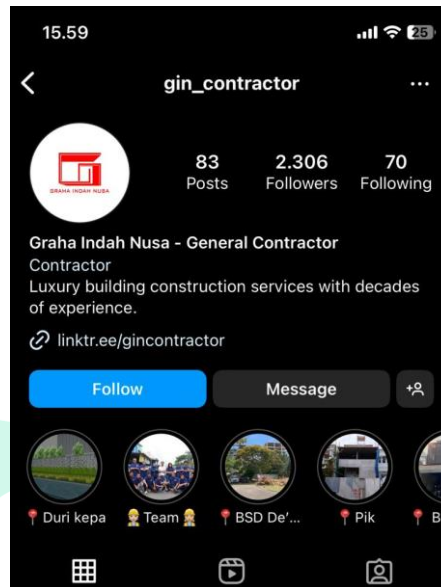 15.59
25
gin_contractor
GRAHA INDAH NUSA
83 2.306 70
Posts Followers Following
Graha Indah Nusa - General Contractor
Contractor
Luxury building construction services with decades
of experience.
linktr.ee/gincontractor
Follow Message
Duri kepa Team BSD De'... Pik B